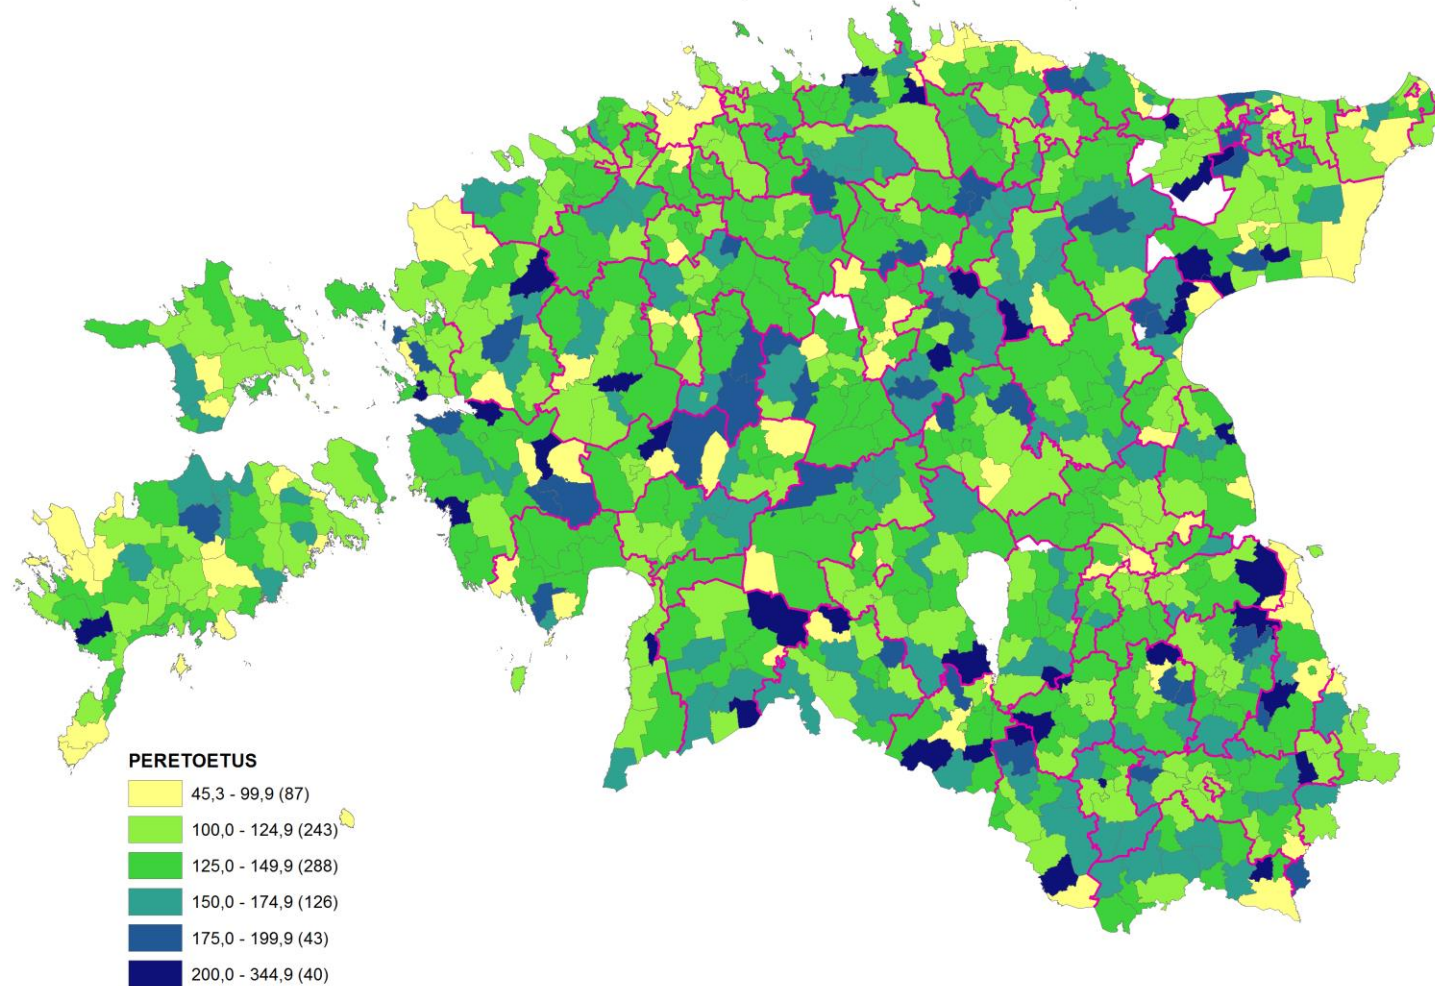 PERETOETUS
45,3 - 99,9 (87)
100,0 - 124,9 (243)
125,0 - 149,9 (288)
150,0 - 174,9 (126)
175,0 - 199,9 (43)
200,0 - 344,9 (40)